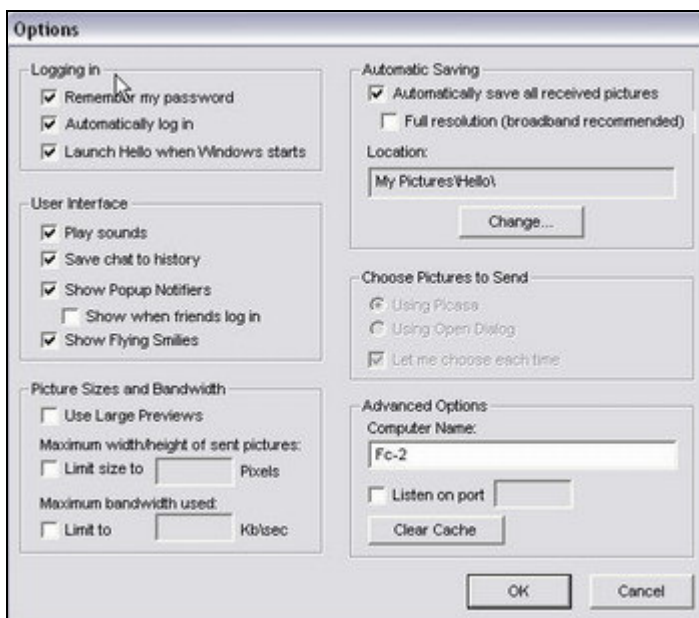 Options
Logging in
Remember my password
Automatically log in
Launch Hello when Windows starts
User Interface
Play sounds
Save chat to history
Show Popup Notifiers
Show when friends log in
Show Flying Smilies
Picture Sizes and Bandwidth
Use Large Previews
Maximum width/height of sent pictures:
Limit size to Pixels
Maximum bandwidth used:
Limit to Kb\sec
Automatic Saving
Automatically save all received pictures
Full resolution (broadband recommended)
Location:
My Pictures\Hello\
Change...
Choose Pictures to Send
Using Picasa
Using Open Dialog
Let me choose each time
Advanced Options
Computer Name:
Fc-2
Listen on port
Clear Cache
OK Cancel